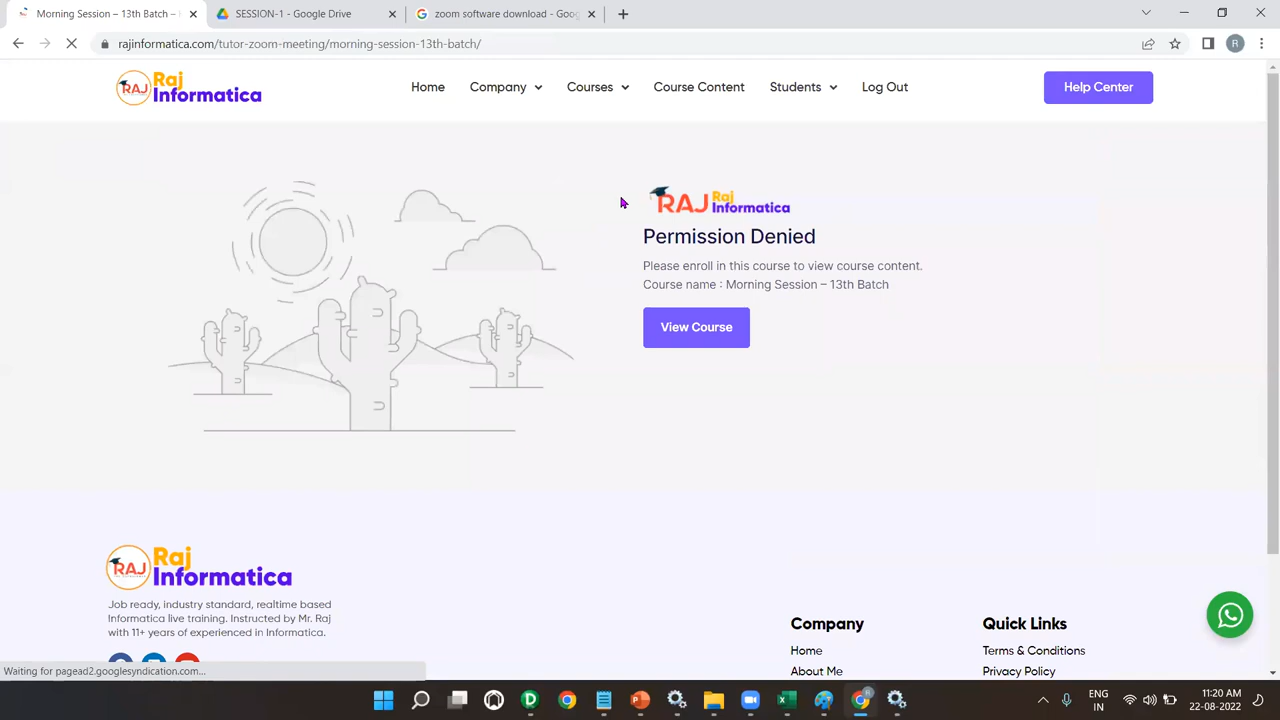 Morning Session – 13th Batch –
SESSION-1 - Google Drive
zoom software download - Goog
rajinformatica.com/tutor-zoom-meeting/morning-session-13th-batch/
R
RAJ
Raj
Informatica
Home
Company
Courses
Course Content
Students
Log Out
Help Center
RAJ Raj
Informatica
Permission Denied
Please enroll in this course to view course content.
Course name : Morning Session – 13th Batch
View Course
RAJ
Raj
Informatica
Job ready, industry standard, realtime based
Informatica live training. Instructed by Mr. Raj
with 11+ years of experienced in Informatica.
Company
Home
About Me
Quick Links
Terms & Conditions
Privacy Policy
Waiting for pagead2.googlesyndication.com...
ENG
IN
11:20 AM
22-08-2022